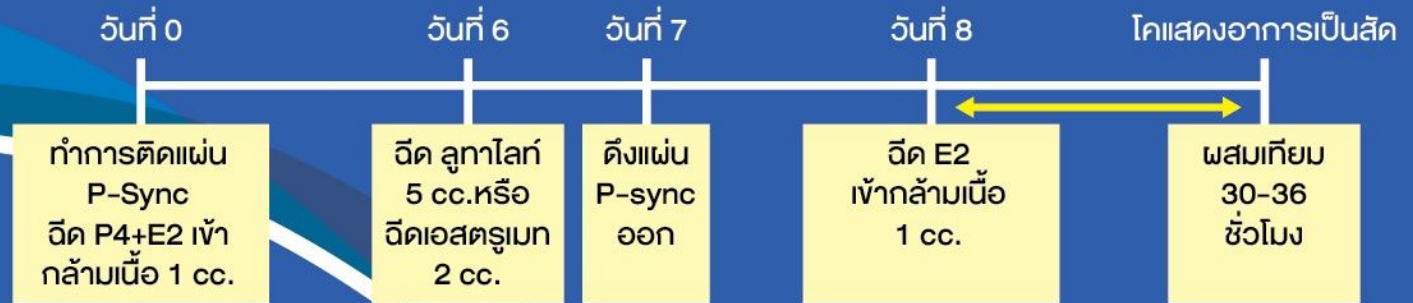 วันที่ 0
วันที่ 6
วันที่ 7
วันที่ 8
โคแสดงอาการเป็นสัด
ทำการติดแผ่น
P-Sync
ฉีด P4+E2 เข้า
กล้ามเนื้อ 1 cc.
ฉีด ลูทาไลท์
5 cc.หรือ
ฉีดเอสตรูเมท
2 cc.
ดึงแผ่น
P-sync
ออก
ฉีด E2
เข้ากล้ามเนื้อ
1 cc.
ผสมเทียม
30-36
ชั่วโมง